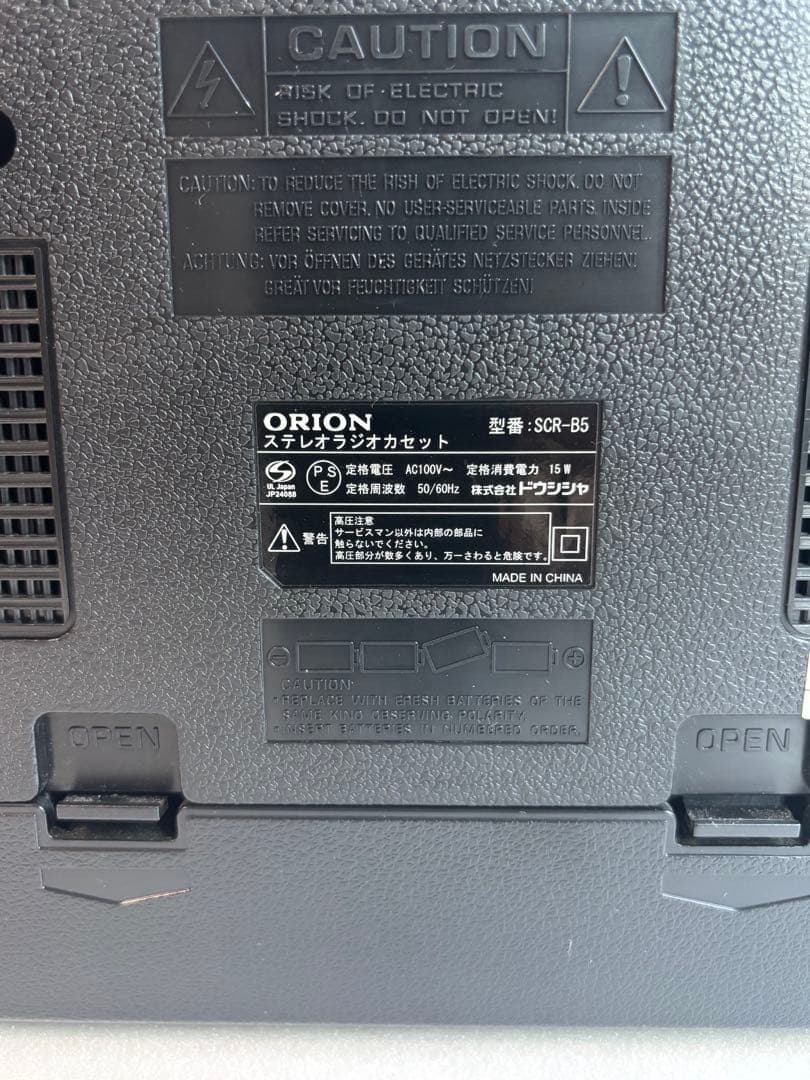 CAUTION
RISK OF ELECTRIC
SHOCK. DO NOT OPEN!
CAUTION: TO REDUCE THE RISH OF ELECTRIC SHOCK. DO NOT
REMOVE COVER. NO USER-SERVICEABLE PARTS. INSIDE
REFER SERVICING TO QUALIFIED SERVICE PERSONNEL.
ACHTUNG: VOR ÖFFNEN DES GERÄTES NETZSTECKER ZIEHEN!
GREÄT VOR FEUCHTIGKEIT SCHÜTZEN!
ORION 型番:SCR-B5
ステレオラジオカセット
PS E 定格電圧 AC100V～ 定格消費電力 15W
UL Japan
JP2408B
定格周波数 50/60Hz 株式会社ドウシシャ
警告
高圧注意
サービスマン以外は内部の部品に
触らないでください。
高圧部分が数多くあり、万一さわると危険です。
MADE IN CHINA
CAUTION:
•REPLACE WITH FRESH BATTERIES OF THE
SAME KIND OBSERVING POLARITY.
•INSERT BATTERIES IN NUMBERED ORDER.
OPEN
OPEN